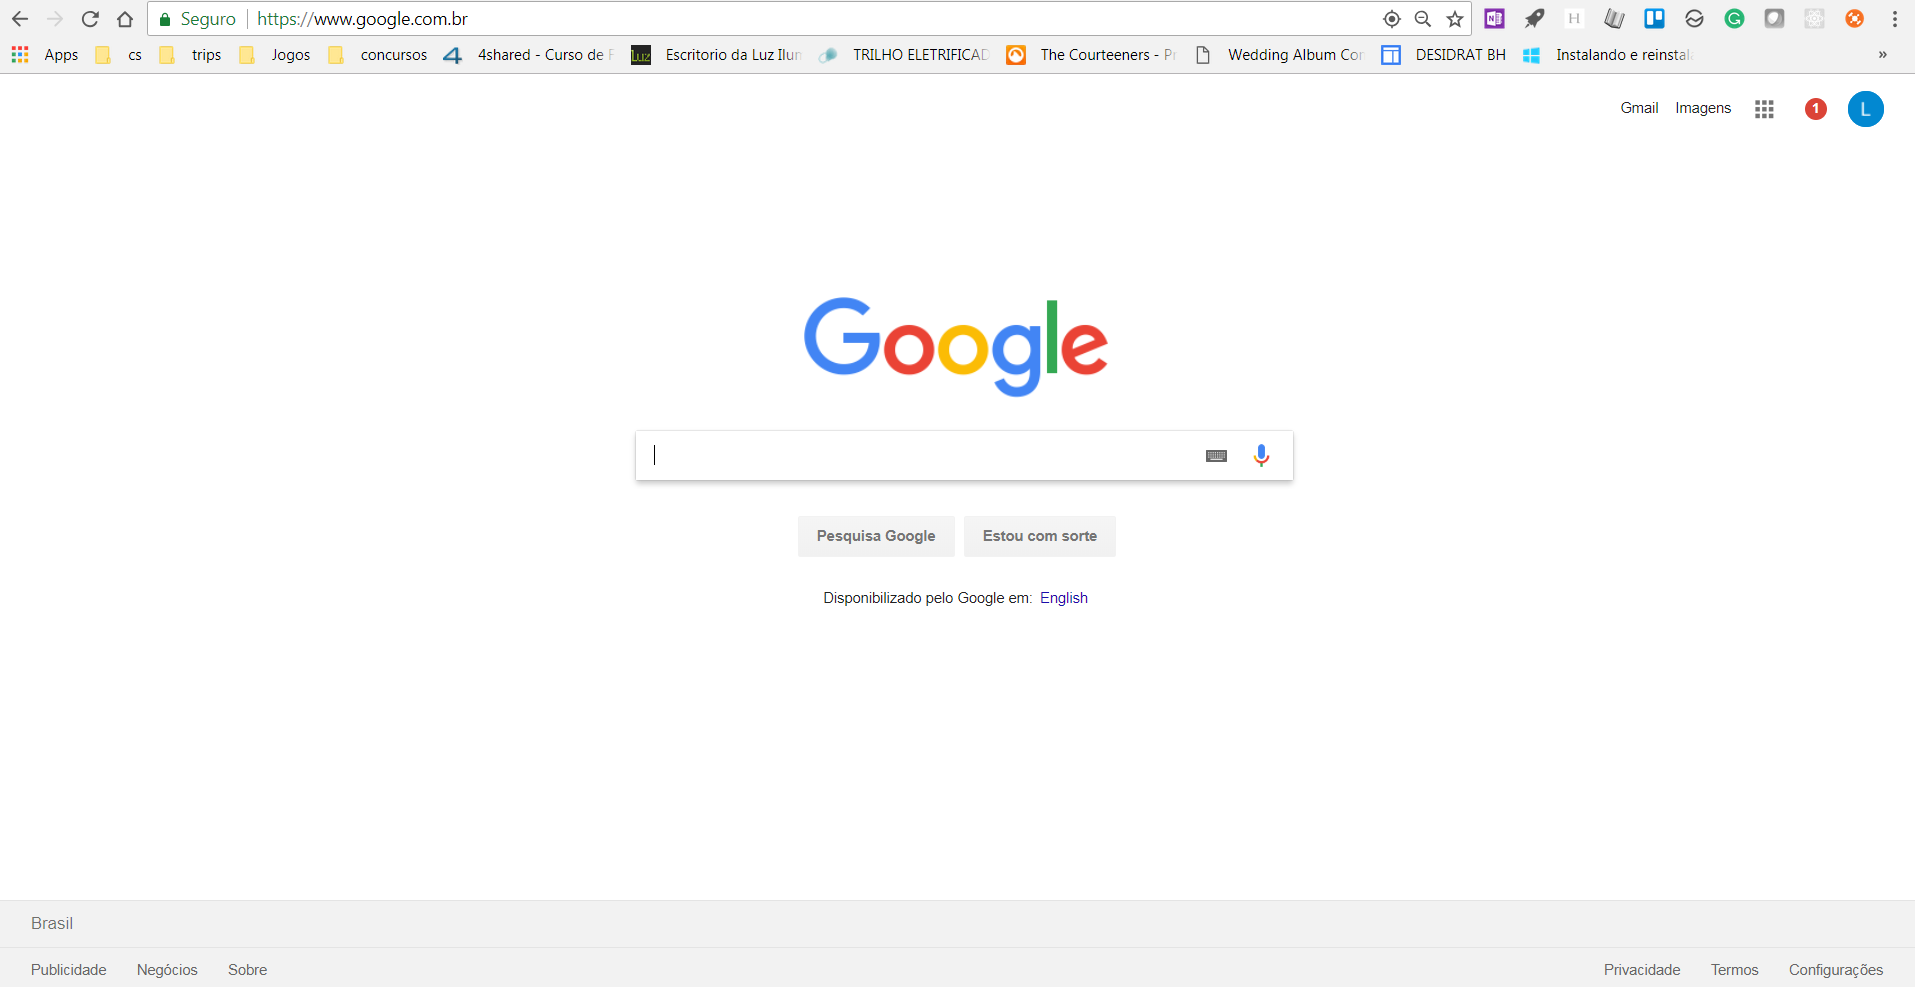 Seguro https://www.google.com.br
Apps cs trips Jogos concursos 4shared - Curso de Escritorio da Luz Ilum TRILHO ELETRIFICAD The Courteeners - Pr Wedding Album Cor DESIDRAT BH Instalando e reinstala »
Gmail Imagens 1 L
Google
Pesquisa Google Estou com sorte
Disponibilizado pelo Google em: English
Brasil
Publicidade Negócios Sobre Privacidade Termos Configurações